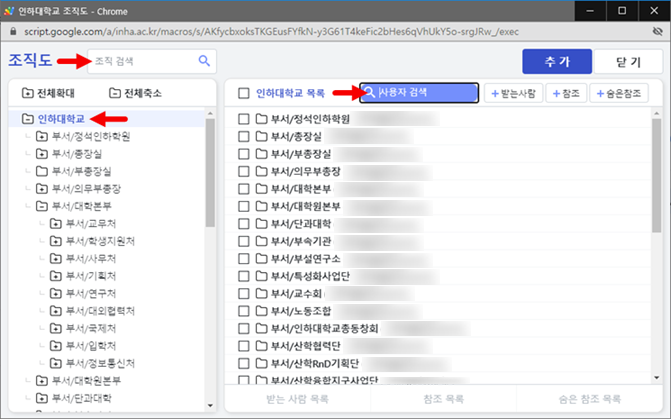 인하대학교 조직도 - Chrome
script.google.com/a/inha.ac.kr/macros/s/AKfycbxoksTKGEusFYfkN-y3G61T4keFic2bHes6qVhUkY5o-srgJRw_/exec
조직도
조직 검색
추 가
닫 기
전체확대
전체축소
인하대학교
부서/정석인하학원
부서/총장실
부서/부총장실
부서/의무부총장
부서/대학본부
부서/교무처
부서/학생지원처
부서/사무처
부서/기획처
부서/연구처
부서/대외협력처
부서/국제처
부서/입학처
부서/정보통신처
부서/대학원본부
부서/단과대학
인하대학교 목록
사용자 검색
+받는사람
+참조
+숨은참조
부서/정석인하학원
부서/총장실
부서/부총장실
부서/의무부총장
부서/대학본부
부서/대학원본부
부서/단과대학
부서/부속기관
부서/부설연구소
부서/특성화사업단
부서/교수회
부서/노동조합
부서/인하대학교총동창회
부서/산학협력단
부서/산학RnD기획단
부서/산학융합지구사업단
받는 사람 목록
참조 목록
숨은 참조 목록